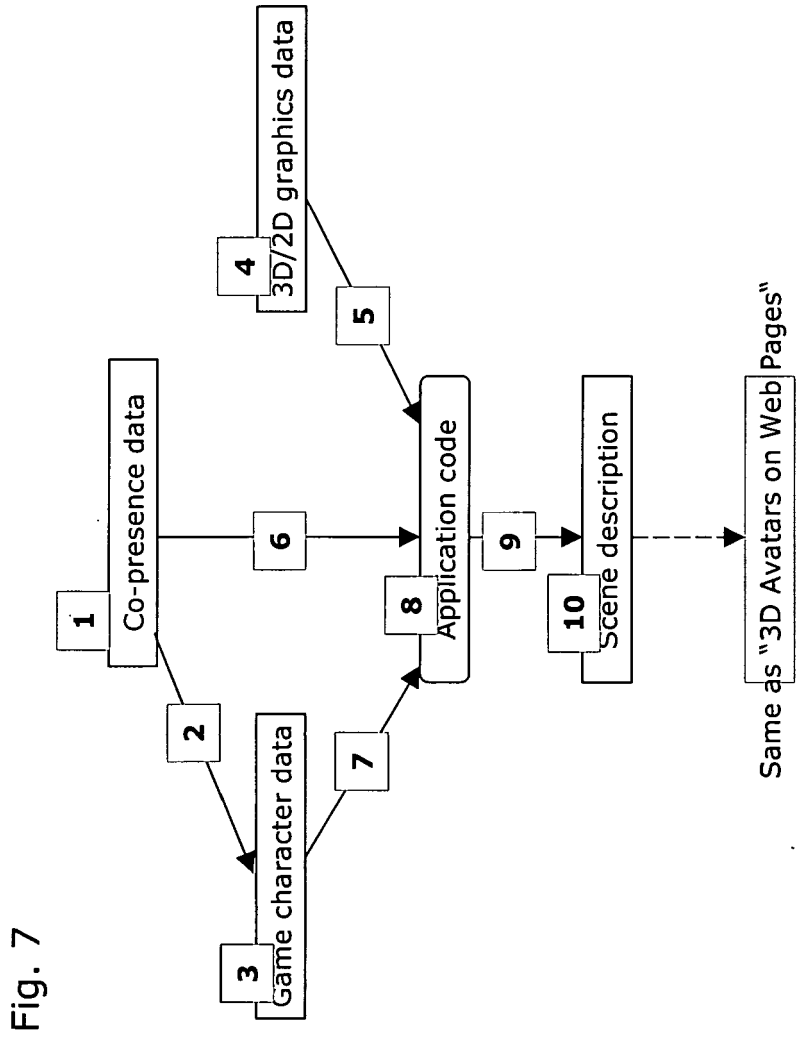 Fig. 7
1
Co-presence data
2
3
Game character data
4
3D/2D graphics data
6
7
5
8
Application code
9
10
Scene description
Same as "3D Avatars on Web Pages"